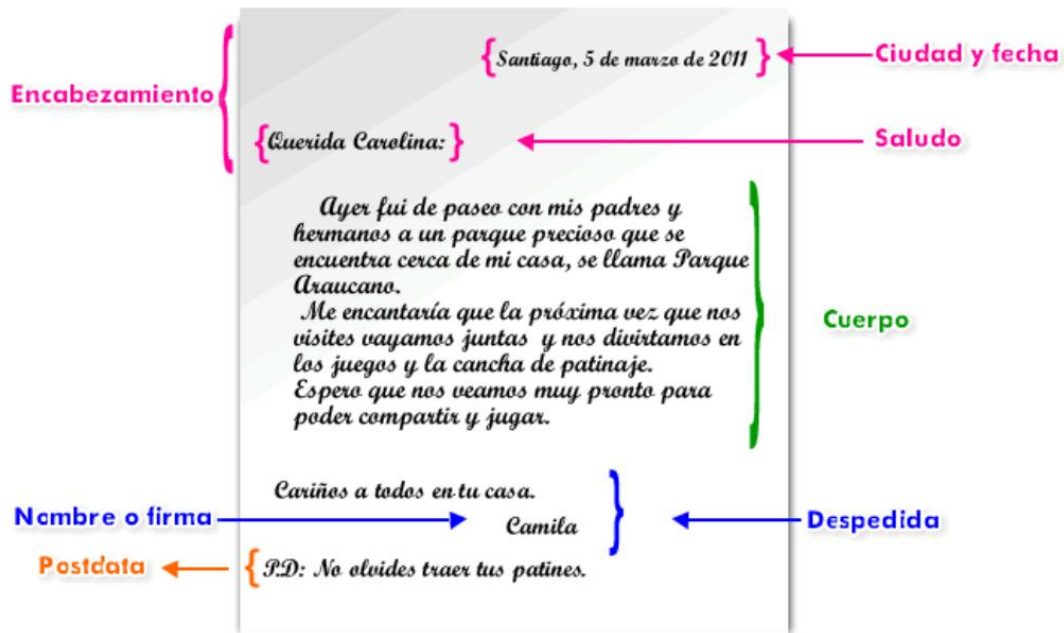 Santiago, 5 de marzo de 2011
Ciudad y fecha
Encabezamiento
Querida Carolina:
Saludo
Ayer fui de paseo con mis padres y
hermanos a un parque precioso que se
encuentra cerca de mi casa, se llama Parque
Araucano.
Me encantaría que la próxima vez que nos
visites vayamos juntas y nos divirtamos en
los juegos y la cancha de patinaje.
Espero que nos veamos muy pronto para
poder compartir y jugar.
Cuerpo
Cariños a todos en tu casa.
Nombre o firma
Camila
Despedida
Postdata
P.D: No olvides traer tus patines.